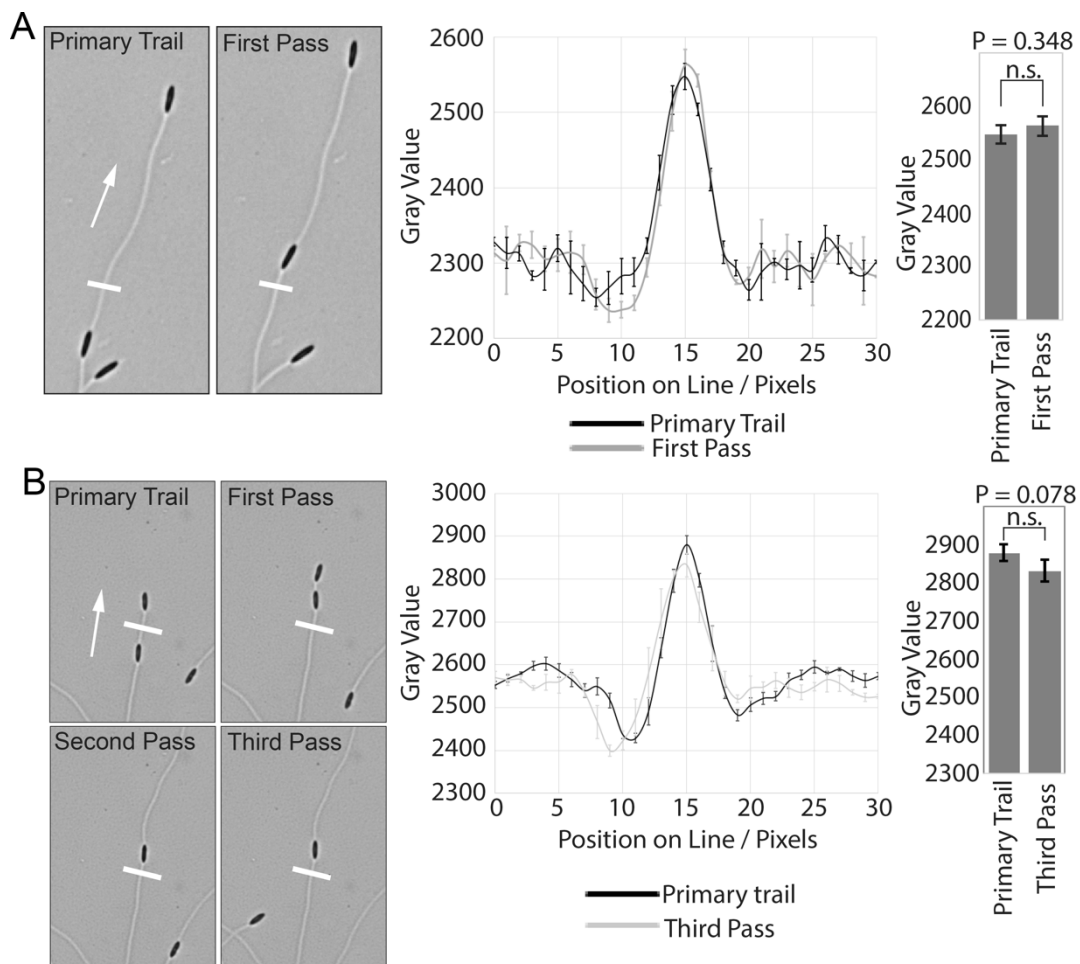 A
Primary Trail
First Pass
Gray Value
2600
2500
2400
2300
2200
0 5 10 15 20 25 30
Position on Line / Pixels
Primary Trail
First Pass
P = 0.348
n.s.
Gray Value
2600
2500
2400
2300
2200
Primary Trail
First Pass
B
Primary Trail
First Pass
Second Pass
Third Pass
Gray Value
3000
2900
2800
2700
2600
2500
2400
2300
0 5 10 15 20 25 30
Position on Line / Pixels
Primary trail
Third Pass
P = 0.078
n.s.
Gray Value
2900
2800
2700
2600
2500
2400
2300
Primary Trail
Third Pass